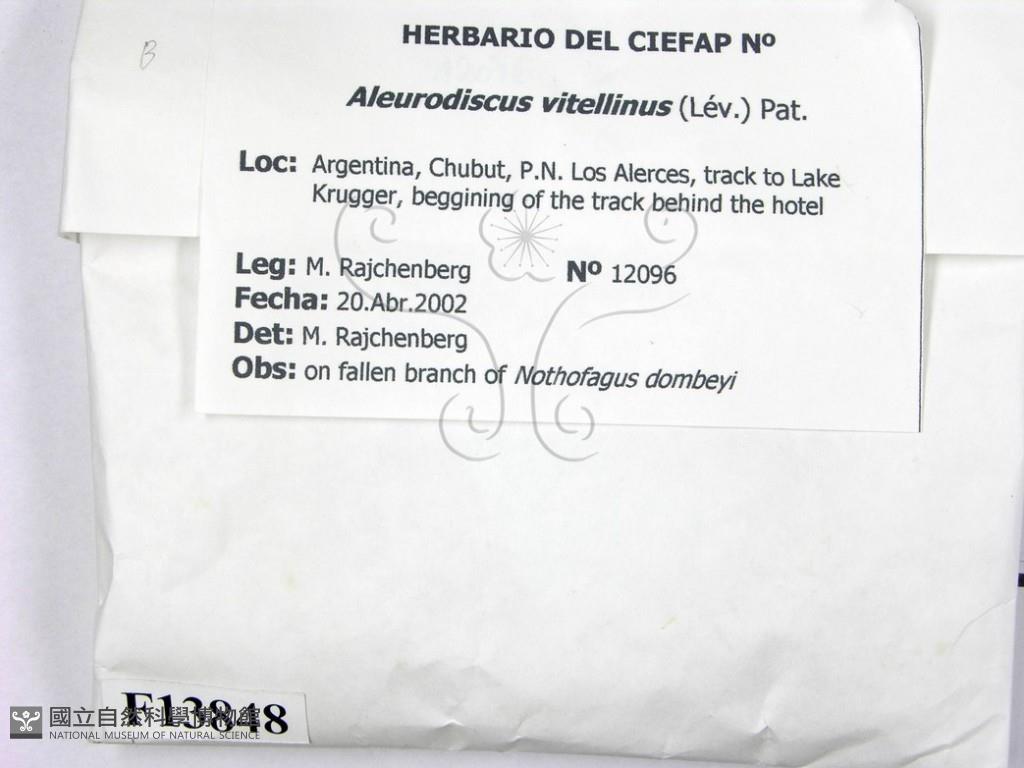 B
HERBARIO DEL CIEFAP Nº
Aleurodiscus vitellinus (Lév.) Pat.
Loc: Argentina, Chubut, P.N. Los Alerces, track to Lake
Krugger, beggining of the track behind the hotel
Leg: M. Rajchenberg Nº 12096
Fecha: 20.Abr.2002
Det: M. Rajchenberg
Obs: on fallen branch of Nothofagus dombeyi
F13848
國立自然科學博物館
NATIONAL MUSEUM OF NATURAL SCIENCE